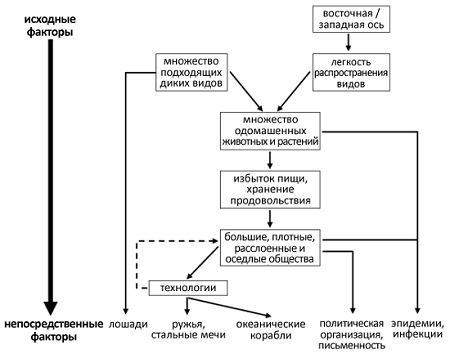 исходные
факторы
восточная /
западная ось
множество
подходящих
диких видов
легкость
распространения
видов
множество
одомашенных
животных и растений
избыток пищи,
хранение
продовольствия
большие, плотные,
расслоенные и
оседлые общества
технологии
непосредственные
факторы
лошади
ружья,
стальные мечи
океанические
корабли
политическая
организация,
письменность
эпидемии,
инфекции